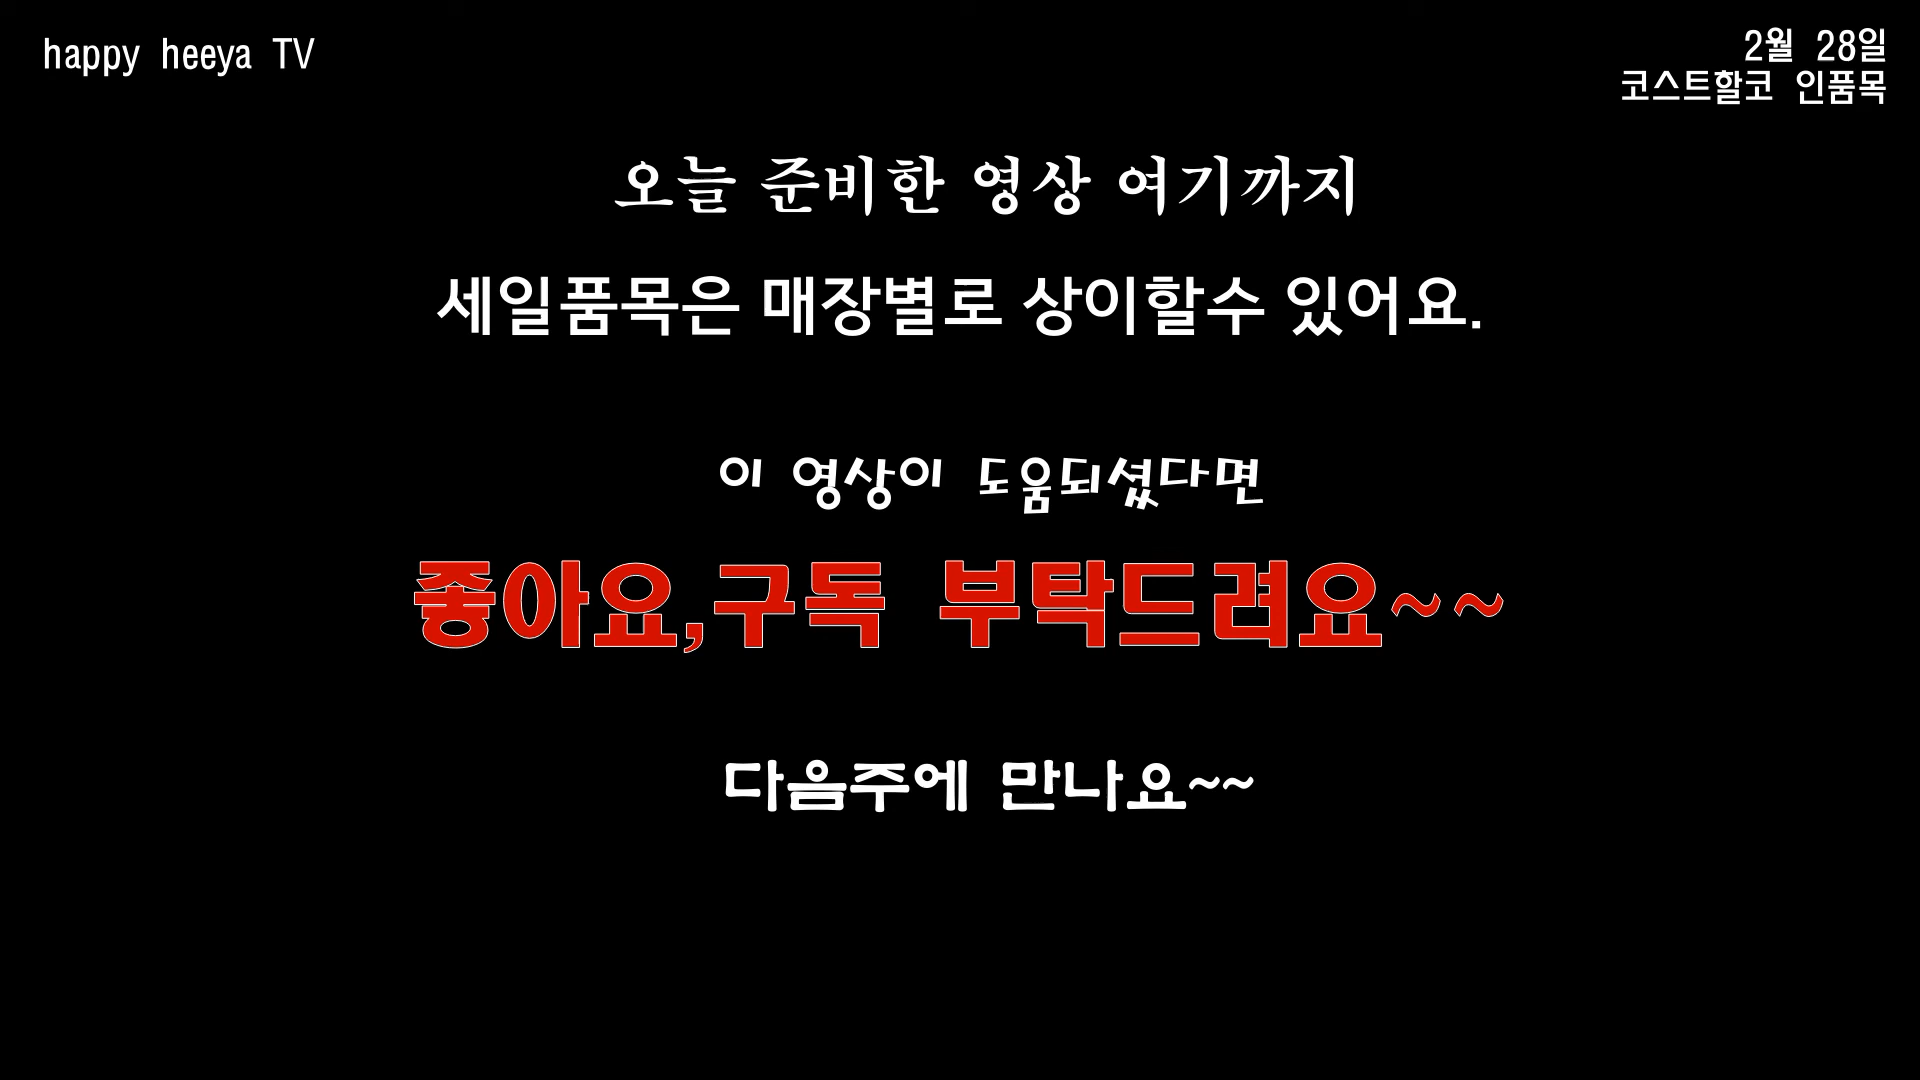 happy heeya TV
2월 28일
코스트할코 인품목
오늘 준비한 영상 여기까지
세일품목은 매장별로 상이할수 있어요.
이 영상이 도움되셨다면
좋아요,구독 부탁드려요~~
다음주에 만나요~~